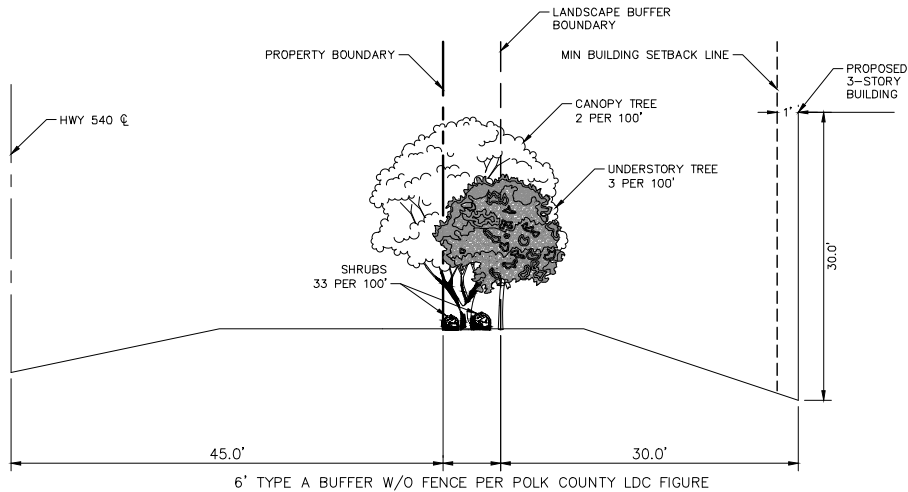 LANDSCAPE BUFFER
BOUNDARY
PROPERTY BOUNDARY
MIN BUILDING SETBACK LINE
PROPOSED
3-STORY
BUILDING
HWY 540 ℄
CANOPY TREE
2 PER 100'
1'
UNDERSTORY TREE
3 PER 100'
SHRUBS
33 PER 100'
30.0'
45.0'
30.0'
6' TYPE A BUFFER W/O FENCE PER POLK COUNTY LDC FIGURE